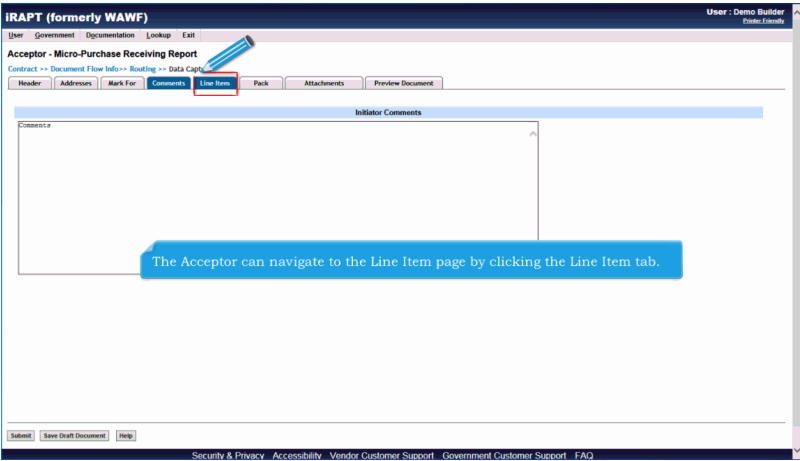 iRAPT (formerly WAWF)
User : Demo Builder
Printer Friendly
User Government Documentation Lookup Exit
Acceptor - Micro-Purchase Receiving Report
Contract >> Document Flow Info>> Routing >> Data Capt
Header Addresses Mark For Comments Line Item Pack Attachments Preview Document
Initiator Comments
Comments
The Acceptor can navigate to the Line Item page by clicking the Line Item tab.
Submit Save Draft Document Help
Security & Privacy Accessibility Vendor Customer Support Government Customer Support FAQ